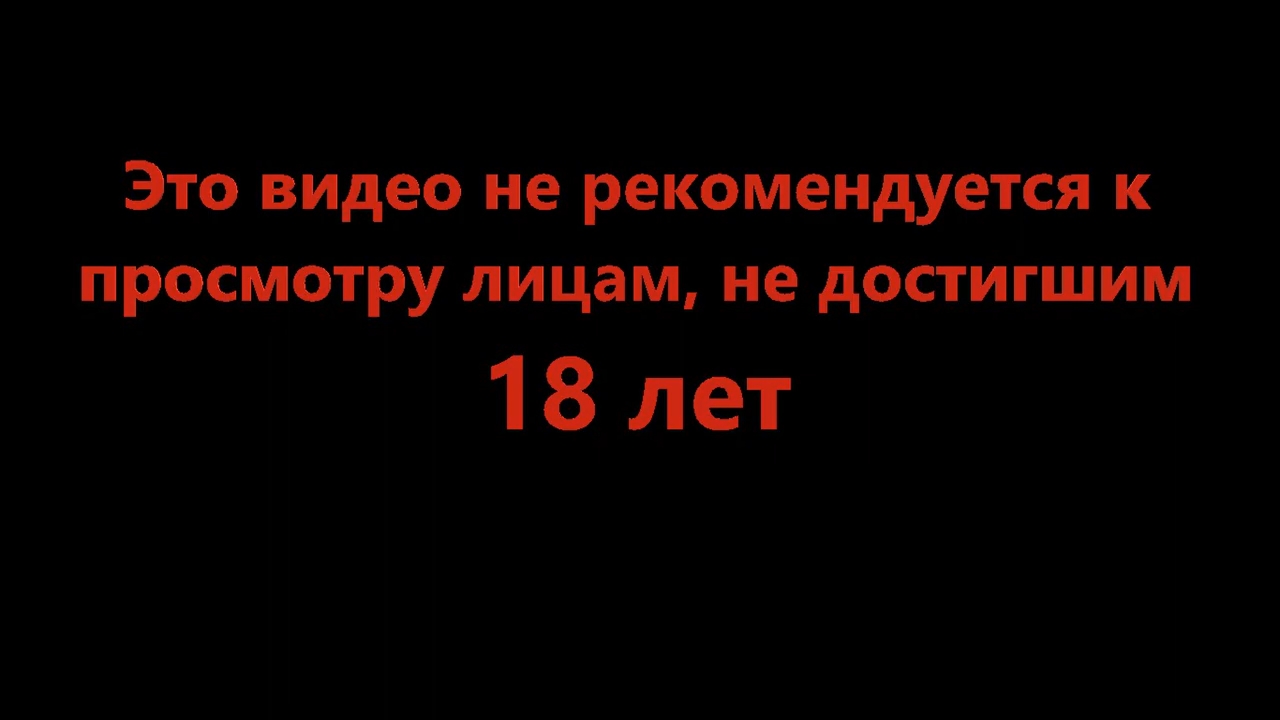 Это видео не рекомендуется к
просмотру лицам, не достигшим
18 лет